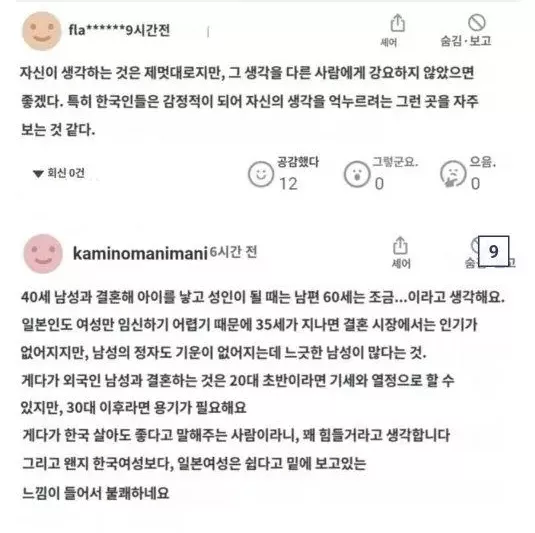 fla******9시간전
셰어
숨김·보고
자신이 생각하는 것은 제멋대로지만, 그 생각을 다른 사람에게 강요하지 않았으면
좋겠다. 특히 한국인들은 감정적이 되어 자신의 생각을 억누르려는 그런 곳을 자주
보는 것 같다.
▼ 회신 0건
공감했다
12
그렇군요.
0
으음.
0
kaminomanimani 6시간 전
셰어
9
40세 남성과 결혼해 아이를 낳고 성인이 될 때는 남편 60세는 조금...이라고 생각해요.
일본인도 여성만 임신하기 어렵기 때문에 35세가 지나면 결혼 시장에서는 인기가
없어지지만, 남성의 정자도 기운이 없어지는데 느긋한 남성이 많다는 것.
게다가 외국인 남성과 결혼하는 것은 20대 초반이라면 기세와 열정으로 할 수
있지만, 30대 이후라면 용기가 필요해요
게다가 한국 살아도 좋다고 말해주는 사람이라니, 꽤 힘들거라고 생각합니다
그리고 왠지 한국여성보다, 일본여성은 쉽다고 밑에 보고있는
느낌이 들어서 불쾌하네요